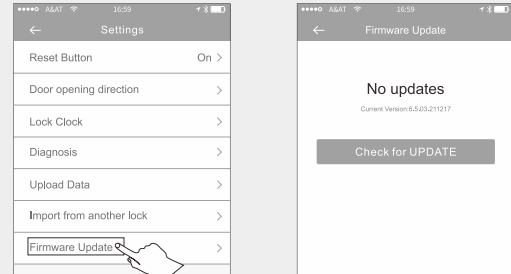 A&AT 16:59
Settings
Reset Button On >
Door opening direction >
Lock Clock >
Diagnosis >
Upload Data >
Import from another lock >
Firmware Update >
A&AT 16:59
Firmware Update
No updates
Current Version:6.5.03.211217
Check for UPDATE